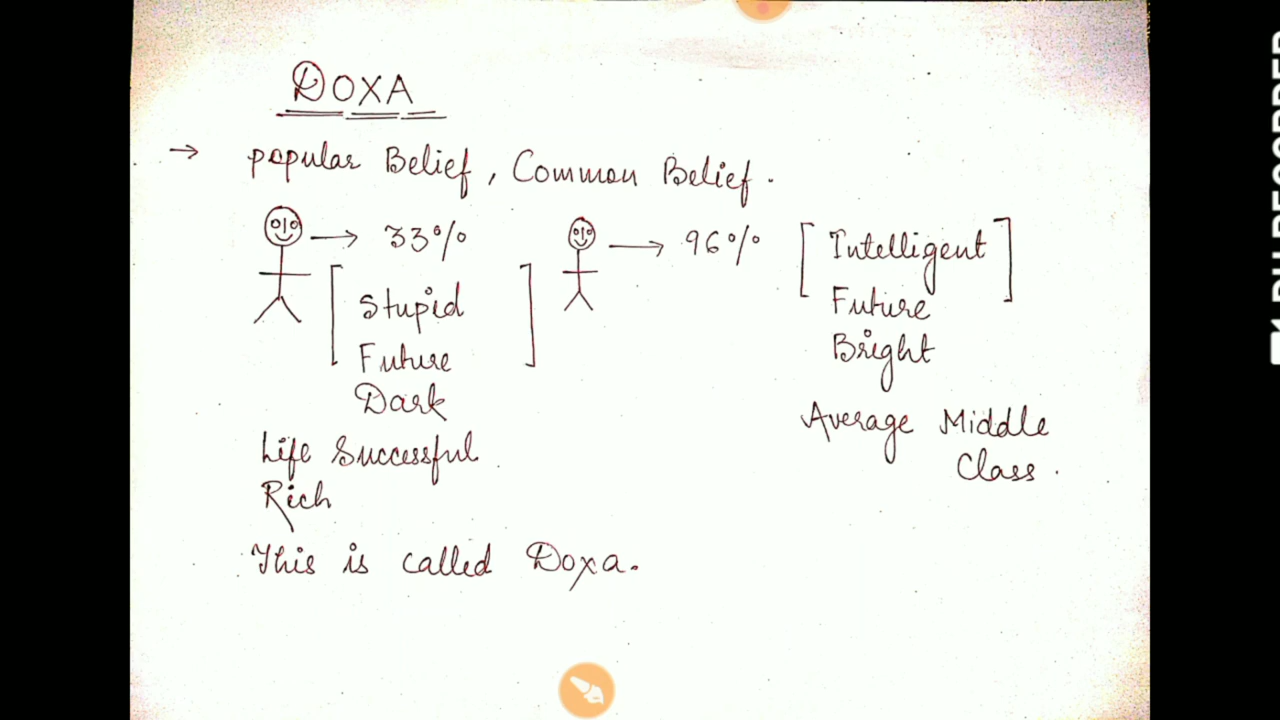 DOXA
→ popular Belief, Common Belief.
→ 33% → 96% [Intelligent]
[Stupid] Future
Future Bright
Dark Average Middle
Life Successful Class.
Rich
This is called Doxa.